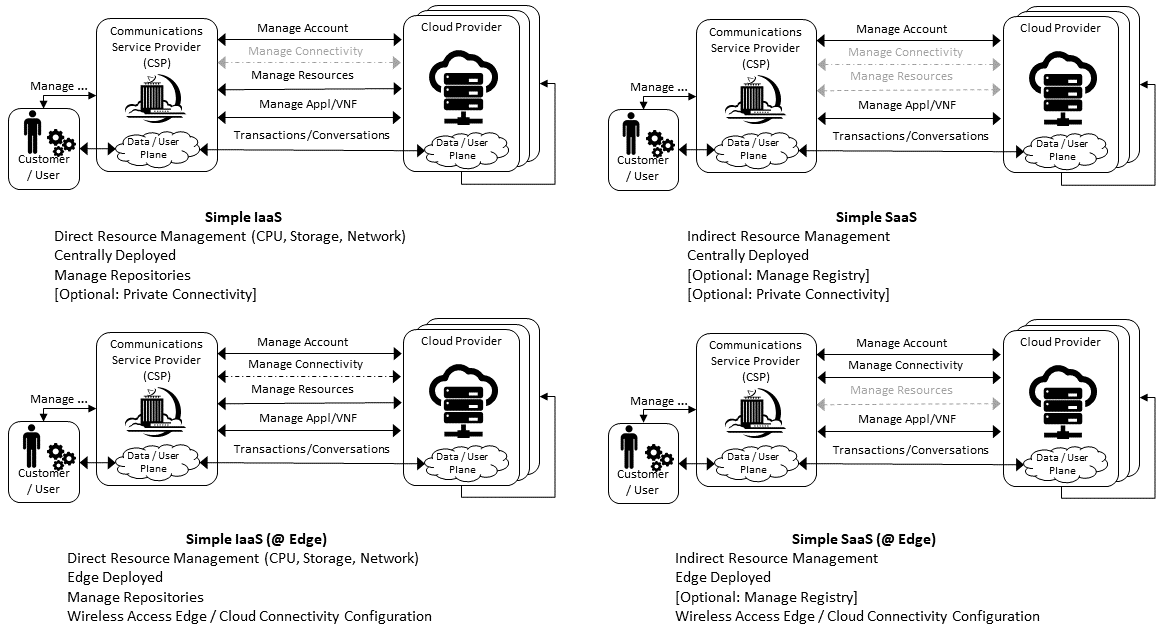 Communications
Service Provider
(CSP)
Manage Account
Manage Connectivity
Manage Resources
Manage Appl/VNF
Transactions/Conversations
Cloud Provider
Manage ...
Customer
/ User
Data / User
Plane
Data / User
Plane
Simple IaaS
Direct Resource Management (CPU, Storage, Network)
Centrally Deployed
Manage Repositories
[Optional: Private Connectivity]
Communications
Service Provider
(CSP)
Manage Account
Manage Connectivity
Manage Resources
Manage Appl/VNF
Transactions/Conversations
Cloud Provider
Manage ...
Customer
/ User
Data / User
Plane
Data / User
Plane
Simple SaaS
Indirect Resource Management
Centrally Deployed
[Optional: Manage Registry]
[Optional: Private Connectivity]
Communications
Service Provider
(CSP)
Manage Account
Manage Connectivity
Manage Resources
Manage Appl/VNF
Transactions/Conversations
Cloud Provider
Manage ...
Customer
/ User
Data / User
Plane
Data / User
Plane
Simple IaaS (@ Edge)
Direct Resource Management (CPU, Storage, Network)
Edge Deployed
Manage Repositories
Wireless Access Edge / Cloud Connectivity Configuration
Communications
Service Provider
(CSP)
Manage Account
Manage Connectivity
Manage Resources
Manage Appl/VNF
Transactions/Conversations
Cloud Provider
Manage ...
Customer
/ User
Data / User
Plane
Data / User
Plane
Simple SaaS (@ Edge)
Indirect Resource Management
Edge Deployed
[Optional: Manage Registry]
Wireless Access Edge / Cloud Connectivity Configuration